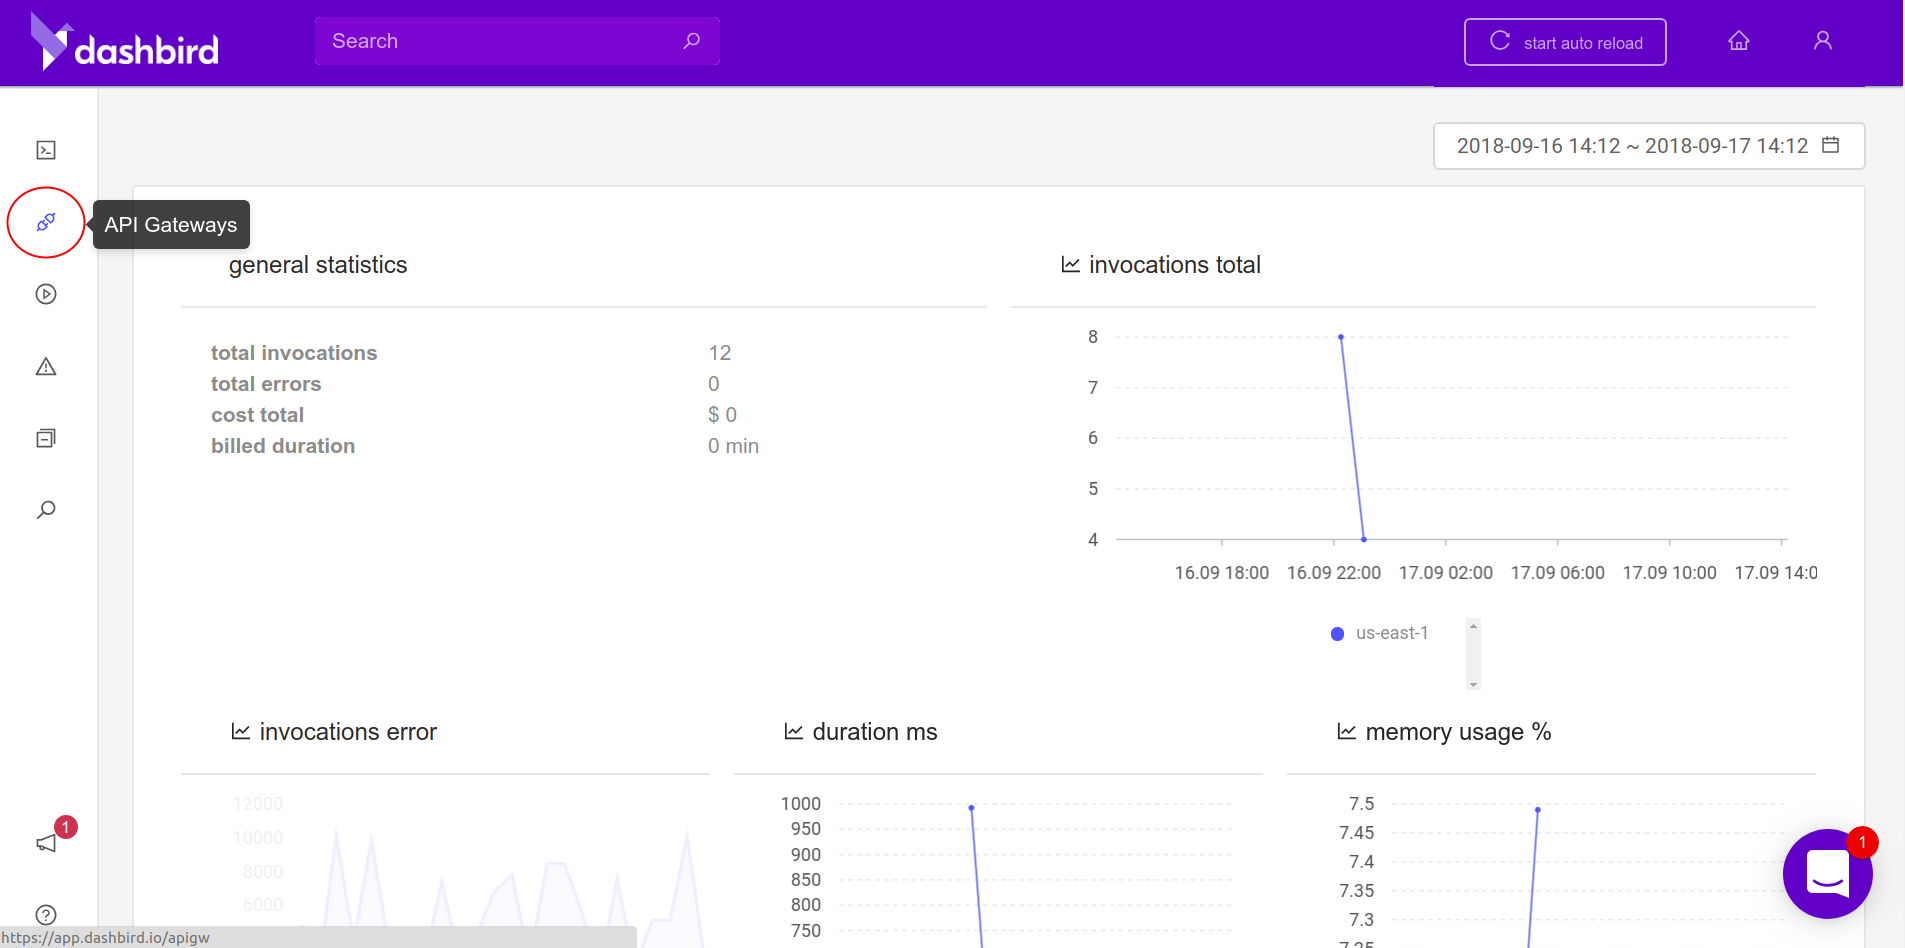 dashbird
Search
start auto reload
2018-09-16 14:12 ~ 2018-09-17 14:12
API Gateways
general statistics
total invocations 12
total errors 0
cost total $ 0
billed duration 0 min
invocations total
8
7
6
5
4
16.09 18:00 16.09 22:00 17.09 02:00 17.09 06:00 17.09 10:00 17.09 14:0
us-east-1
invocations error
12000
10000
8000
6000
duration ms
1000
950
900
850
800
750
memory usage %
7.5
7.45
7.4
7.35
7.3
7.25
1
1
https://app.dashbird.io/apigw